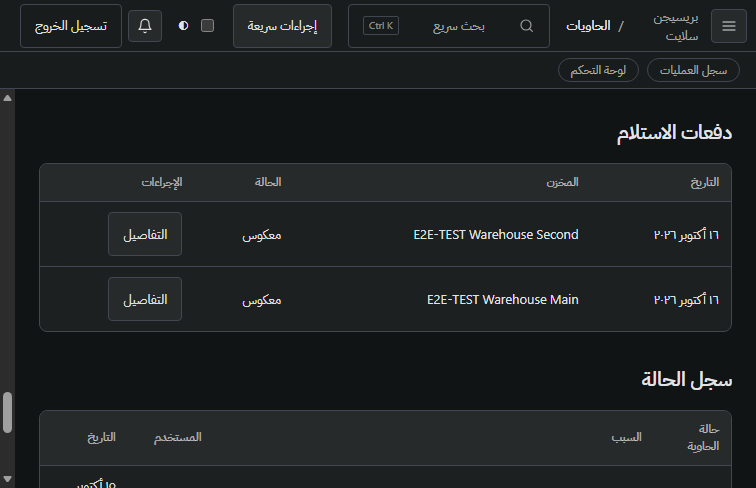 بريسيجن سلايت / الحاويات
بحث سريع Ctrl K
إجراءات سريعة
تسجيل الخروج
سجل العمليات
لوحة التحكم
دفعات الاستلام
التاريخ المخزن الحالة الإجراءات
١٦ أكتوبر ٢٠٢٦ E2E-TEST Warehouse Second معكوس التفاصيل
١٦ أكتوبر ٢٠٢٦ E2E-TEST Warehouse Main معكوس التفاصيل
سجل الحالة
حالة الحاوية السبب المستخدم التاريخ
١٥ أكتوبر